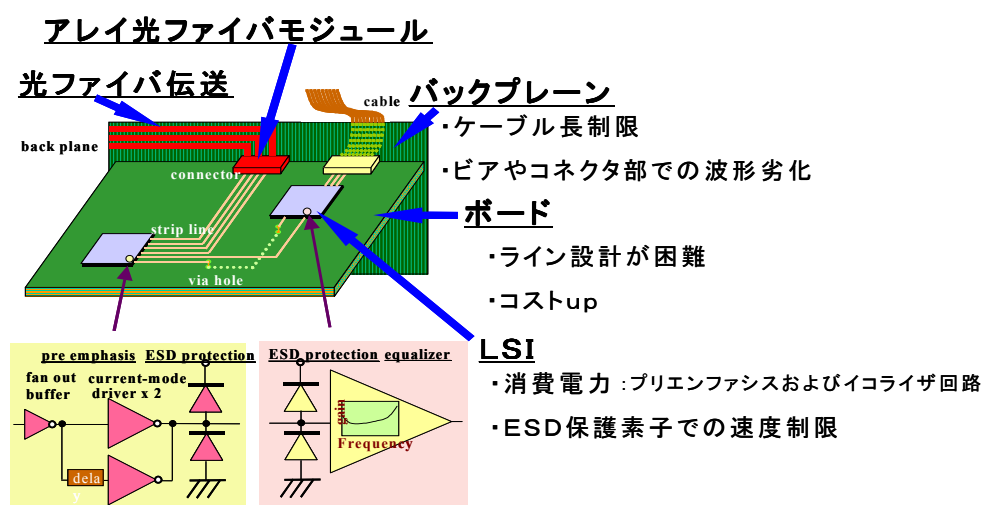 アレイ光ファイバモジュール
光ファイバ伝送
cable
バックプレーン
・ケーブル長制限
back plane
・ビアやコネクタ部での波形劣化
connector
ボード
strip line
・ライン設計が困難
via hole
・コストup
LSI
pre emphasis ESD protection
ESD protection equalizer
・消費電力:プリエンファシスおよびイコライザ回路
fan out
buffer
current-mode
driver x 2
・ESD保護素子での速度制限
gain
Frequency
dela
y